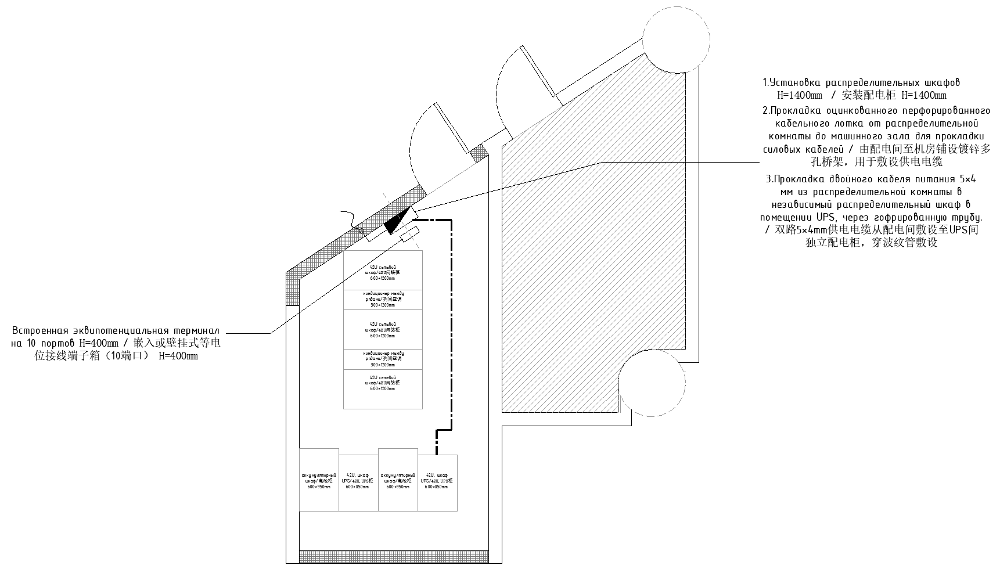 1.Установка распределительных шкафов
H=1400mm / 安装配电柜 H=1400mm
2.Прокладка оцинкованного перфорированного
кабельного лотка от распределительной
комнаты до машинного зала для прокладки
силовых кабелей / 由配电间至机房铺设镀锌多
孔桥架，用于敷设供电电缆
3.Прокладка двойного кабеля питания 5×4
мм из распределительной комнаты в
независимый распределительный шкаф в
помещении UPS, через гофрированную трубу.
/ 双路5×4mm供电电缆从配电间敷设至UPS间
独立配电柜，穿波纹管敷设
42U сетевой
шкаф/42U网络柜
600*1200mm
кондиционер между
рядами/列间空调
300*1200mm
42U сетевой
шкаф/42U网络柜
600*1200mm
кондиционер между
рядами/列间空调
300*1200mm
42U сетевой
шкаф/42U网络柜
600*1200mm
Встроенная эквипотенциальная терминал
на 10 портов H=400mm / 嵌入或壁挂式等电
位接线端子箱（10端口） H=400mm
аккумуляторный
шкаф/电池柜
600*950mm
42U, шкаф
UPS/42U,UPS柜
600*850mm
аккумуляторный
шкаф/电池柜
600*950mm
42U, шкаф
UPS/42U,UPS柜
600*850mm